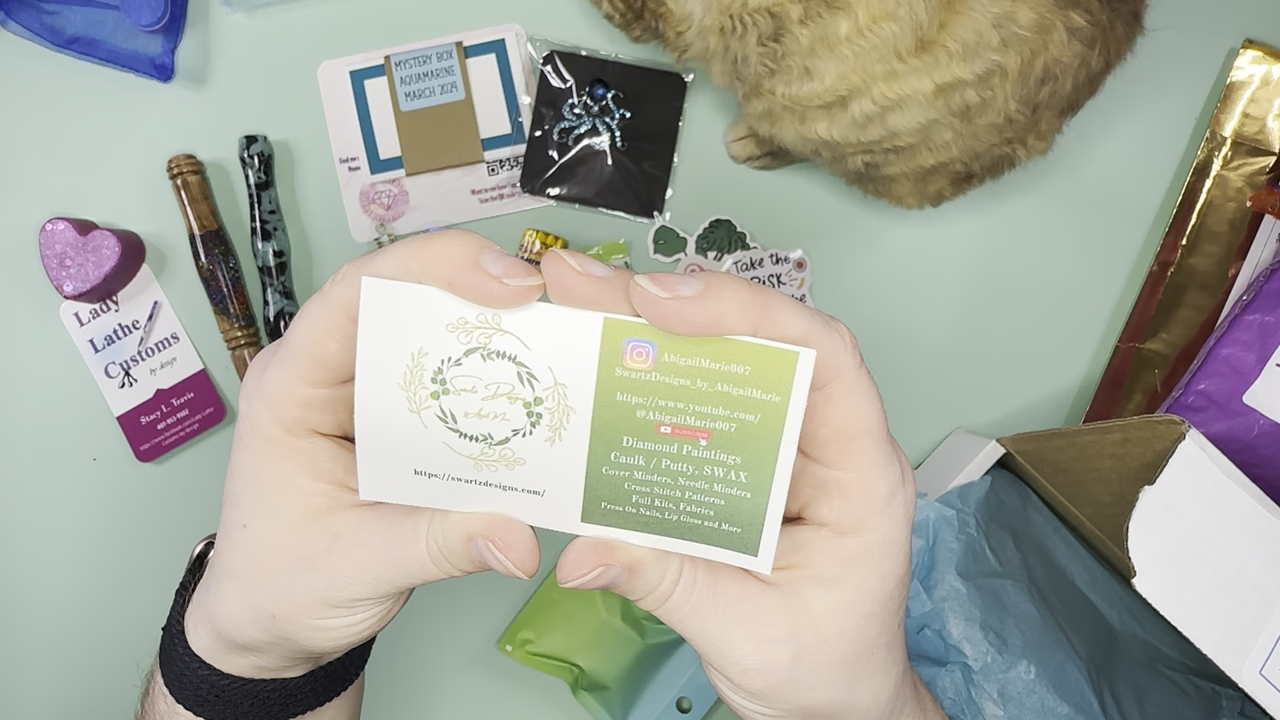 MYSTERY BOX
AQUAMARINE
MARCH 2024
Take the
RISK
Lady
Lathe
Customs
by design
Stacy L. Travis
AbigailMarie007
SwartzDesigns_by_AbigailMarie
https://www.youtube.com/
@AbigailMarie007
SUBSCRIBE
Diamond Paintings
Caulk / Putty, SWAX
Cover Minders, Needle Minders
Cross Stitch Patterns
Full Kits, Fabrics
Press On Nails, Lip Gloss and More
https://swartzdesigns.com/